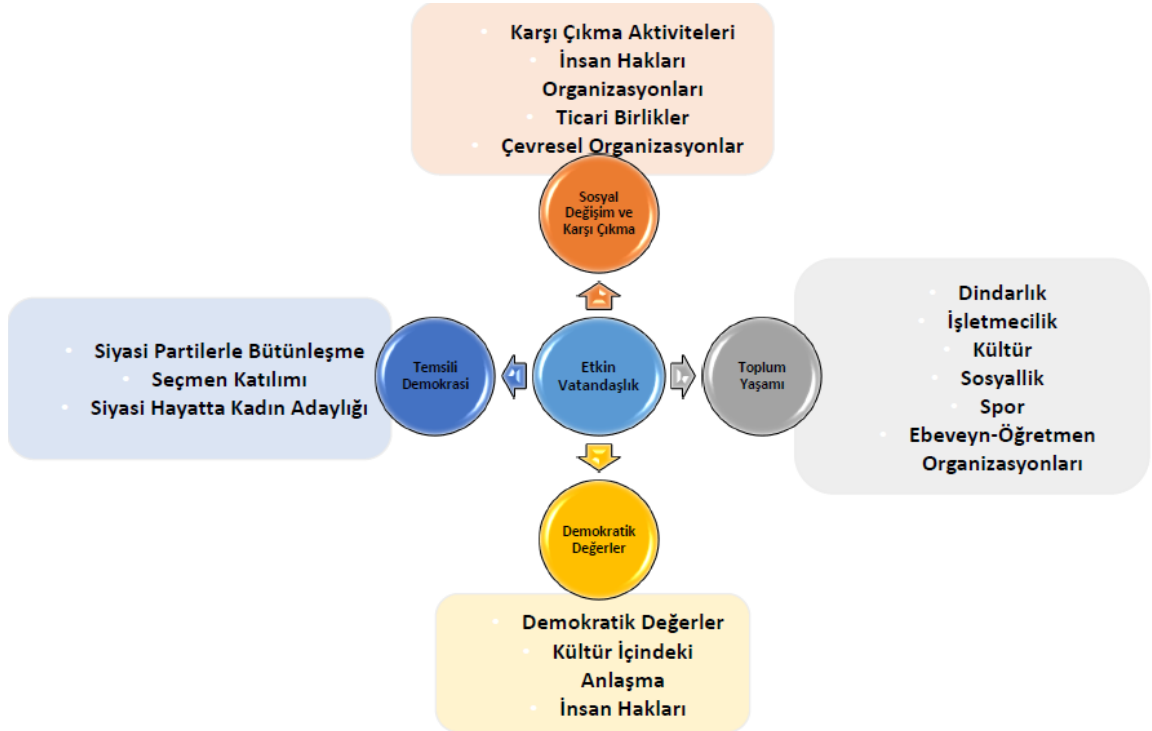 Karşı Çıkma Aktiviteleri
İnsan Hakları
Organizasyonları
Ticari Birlikler
Çevresel Organizasyonlar
Sosyal
Değişim ve
Karşı Çıkma
Siyasi Partilerle Bütünleşme
Seçmen Katılımı
Siyasi Hayatta Kadın Adaylığı
Temsili
Demokrasi
Etkin
Vatandaşlık
Toplum
Yaşamı
Dindarlık
İşletmecilik
Kültür
Sosyallik
Spor
Ebeveyn-Öğretmen
Organizasyonları
Demokratik
Değerler
Demokratik Değerler
Kültür İçindeki
Anlaşma
İnsan Hakları